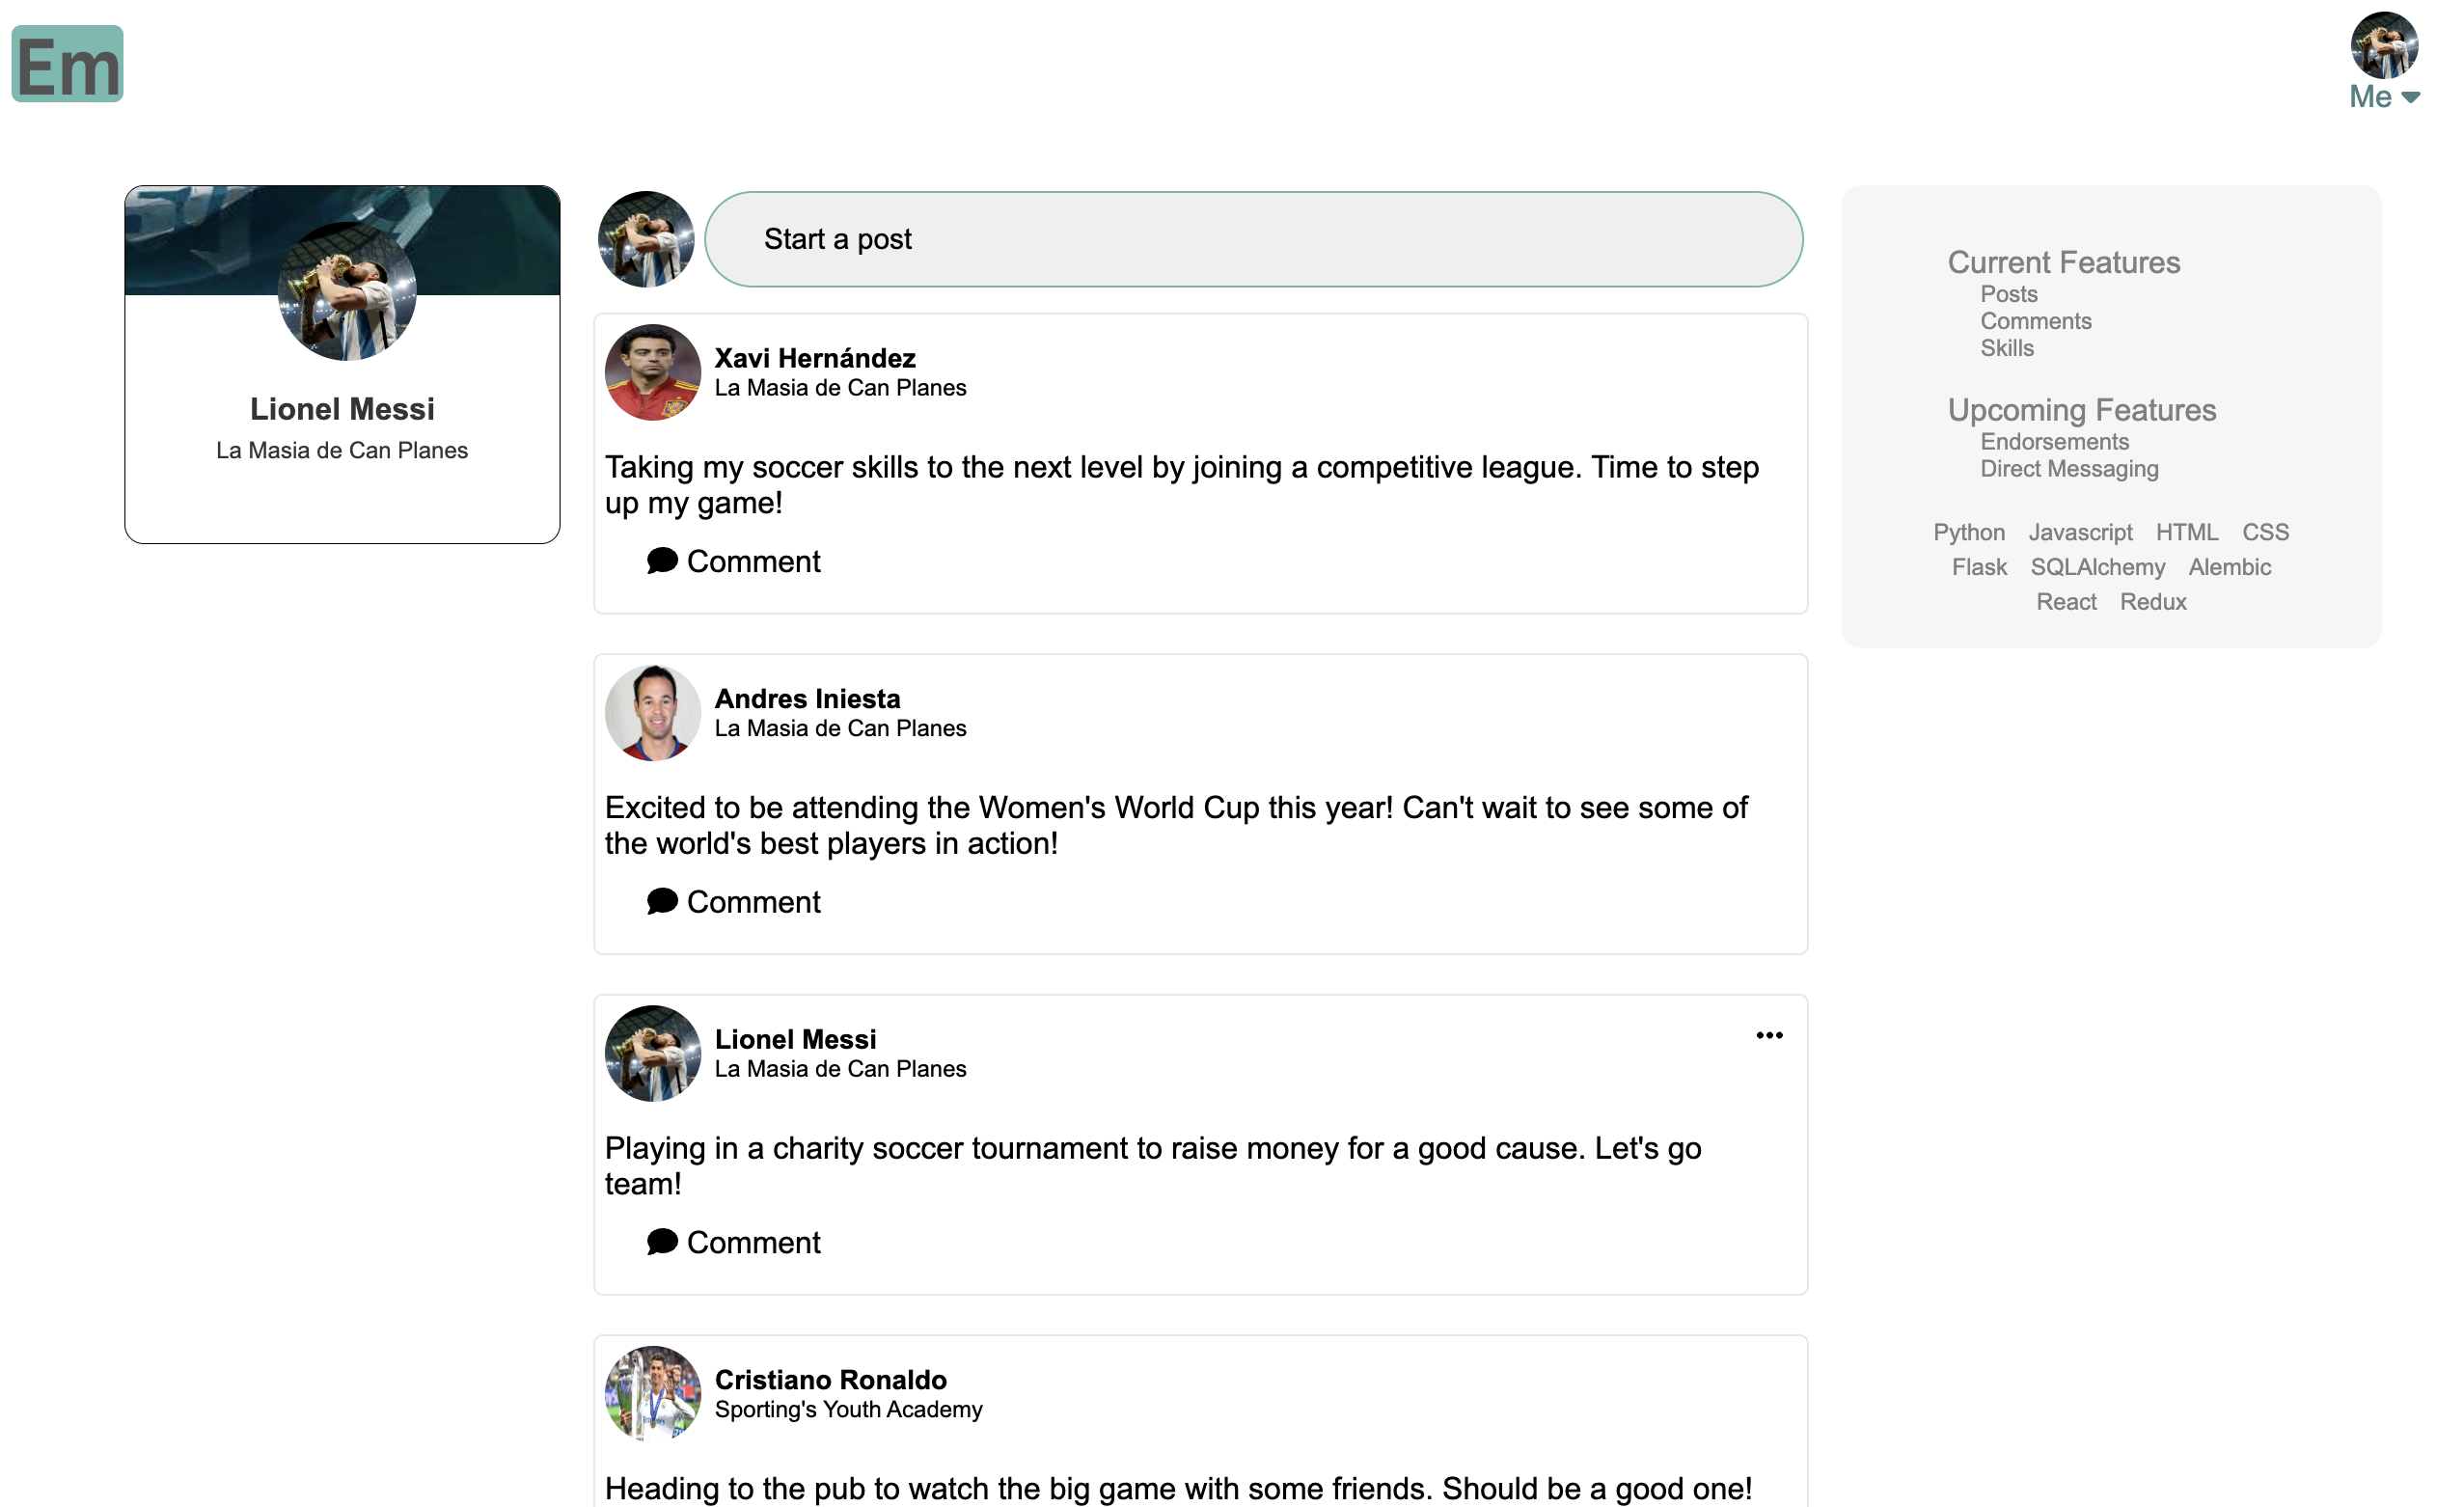 Em
Me
Lionel Messi
La Masia de Can Planes
Start a post
Xavi Hernández
La Masia de Can Planes
Taking my soccer skills to the next level by joining a competitive league. Time to step
up my game!
Comment
Andres Iniesta
La Masia de Can Planes
Excited to be attending the Women's World Cup this year! Can't wait to see some of
the world's best players in action!
Comment
Lionel Messi
La Masia de Can Planes
Playing in a charity soccer tournament to raise money for a good cause. Let's go
team!
Comment
Cristiano Ronaldo
Sporting's Youth Academy
Heading to the pub to watch the big game with some friends. Should be a good one!
Current Features
Posts
Comments
Skills
Upcoming Features
Endorsements
Direct Messaging
Python Javascript HTML CSS
Flask SQLAlchemy Alembic
React Redux